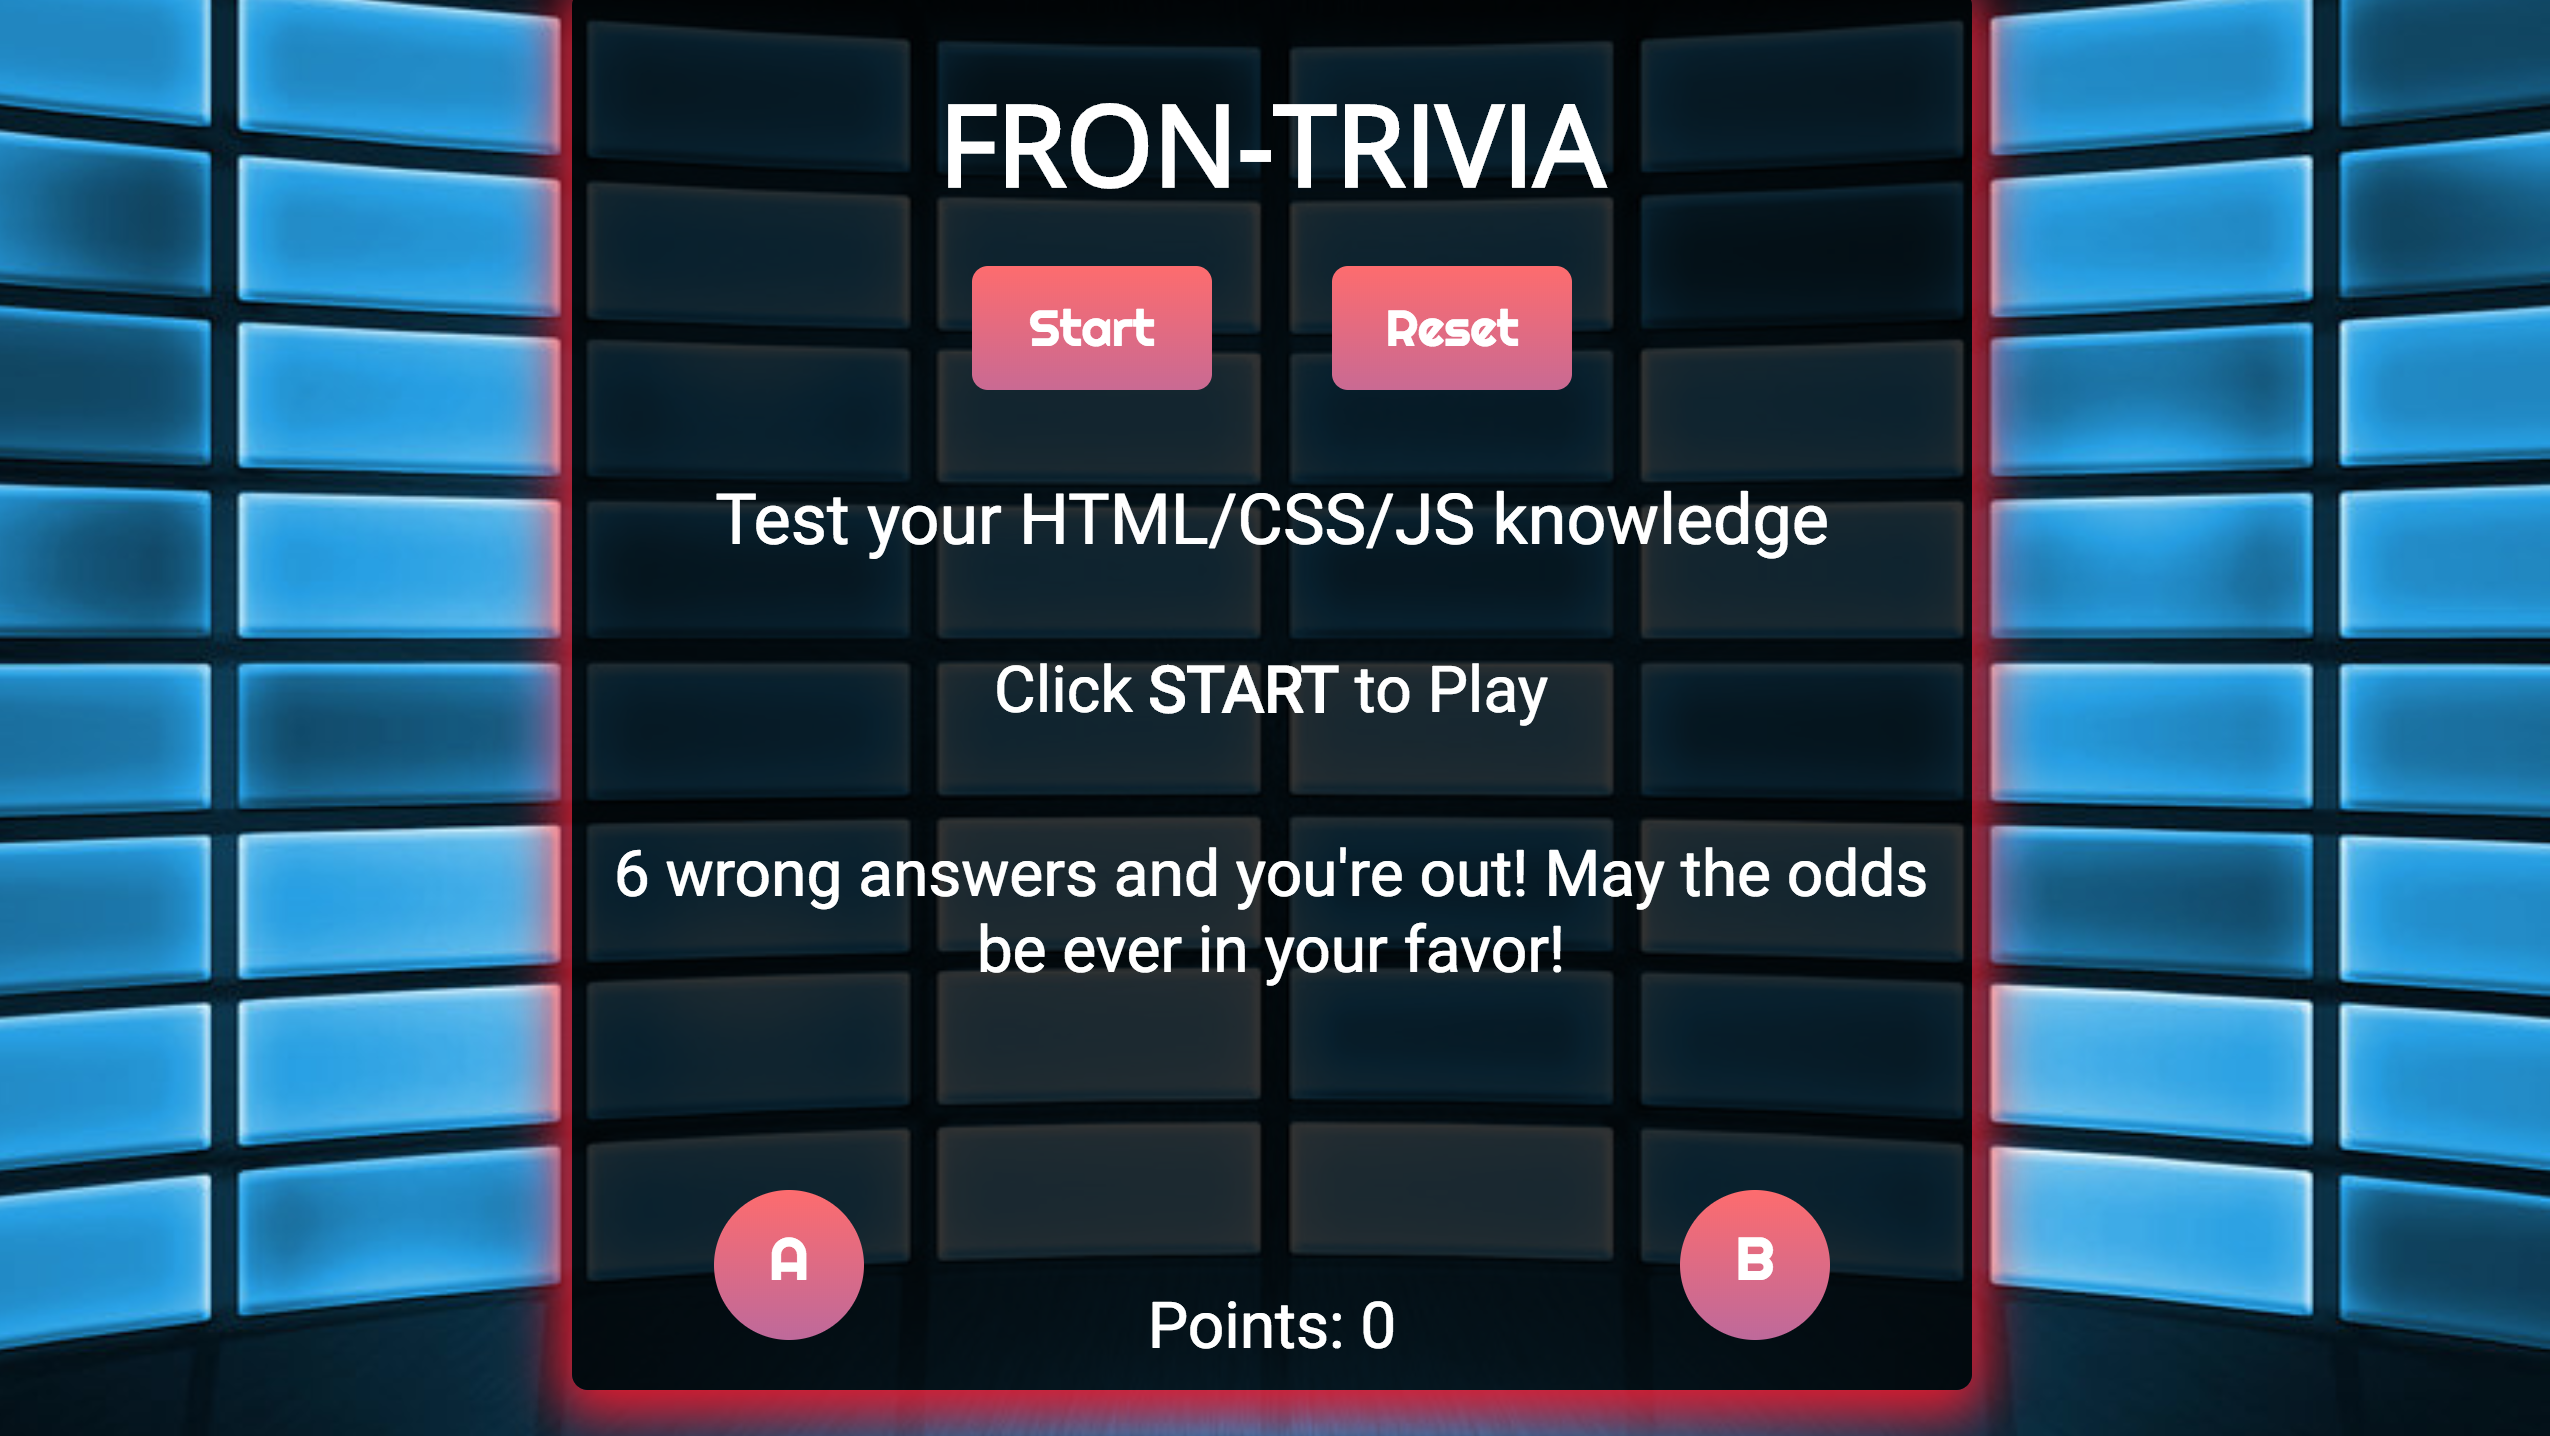 FRON-TRIVIA
Start
Reset
Test your HTML/CSS/JS knowledge
Click START to Play
6 wrong answers and you're out! May the odds
be ever in your favor!
A
B
Points: 0